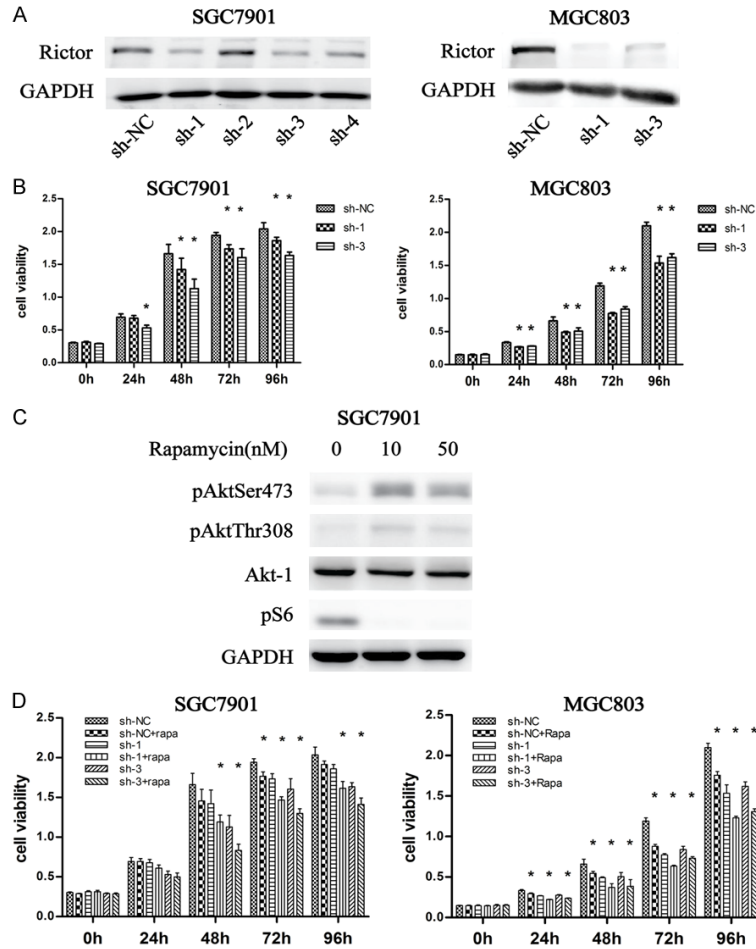 A
SGC7901
MGC803
Rictor
Rictor
GAPDH
GAPDH
sh-NC
sh-1
sh-2
sh-3
sh-4
sh-NC
sh-1
sh-3
B
SGC7901
cell viability
2.5
2.0
1.5
1.0
0.5
0.0
sh-NC
sh-1
sh-3
*
* *
* *
* *
0h
24h
48h
72h
96h
MGC803
cell viability
2.5
2.0
1.5
1.0
0.5
0.0
sh-NC
sh-1
sh-3
* *
* *
* *
* *
0h
24h
48h
72h
96h
C
SGC7901
Rapamycin(nM) 0 10 50
pAktSer473
pAktThr308
Akt-1
pS6
GAPDH
D
SGC7901
cell viability
2.5
2.0
1.5
1.0
0.5
0.0
sh-NC
sh-NC+rapa
sh-1
sh-1+rapa
sh-3
sh-3+rapa
* *
* * *
* *
0h
24h
48h
72h
96h
MGC803
cell viability
2.5
2.0
1.5
1.0
0.5
0.0
sh-NC
sh-NC+Rapa
sh-1
sh-1+Rapa
sh-3
sh-3+Rapa
* * *
* * *
* * *
* * *
0h
24h
48h
72h
96h